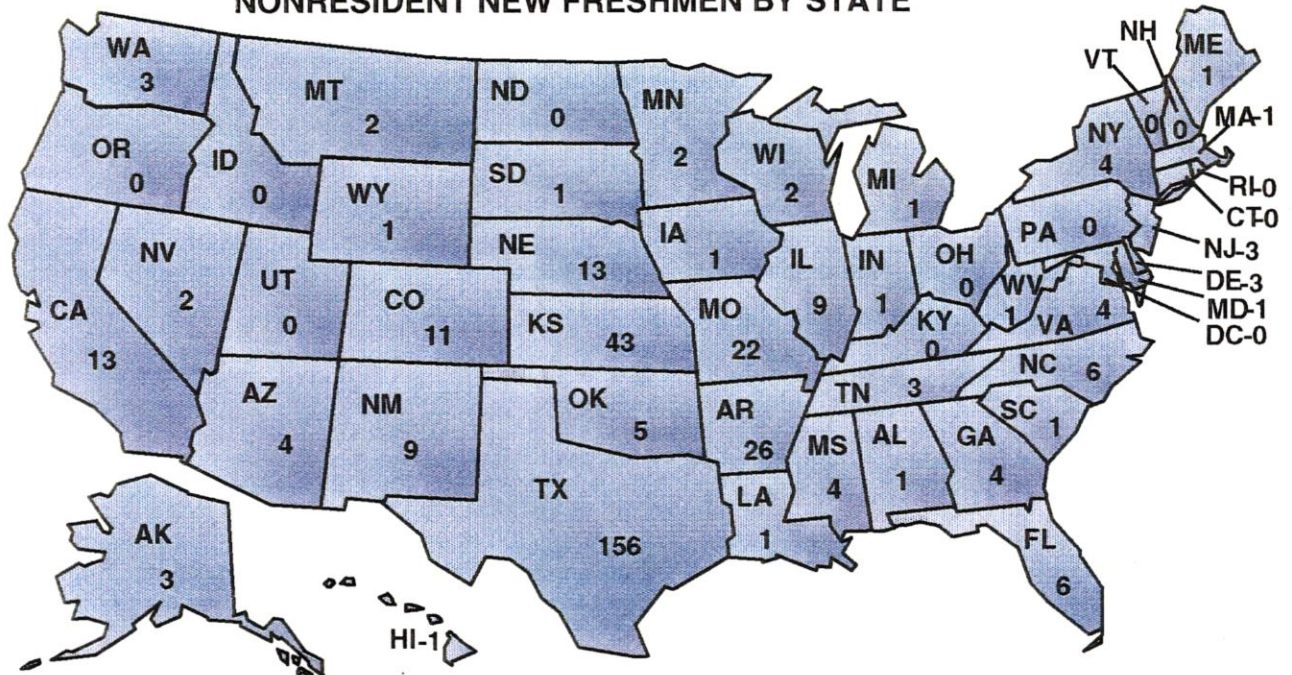 NONRESIDENT NEW FRESHMEN BY STATE
WA
3
OR
0
ID
0
MT
2
WY
1
ND
0
SD
1
NE
13
KS
43
MN
2
IA
1
MO
22
WI
2
IL
9
MI
1
IN
1
OH
0
KY
0
WV
1
VA
4
PA 0
NY
4
VT
0
NH
0
ME
1
MA-1
RI-0
CT-0
NJ-3
DE-3
MD-1
DC-0
CA
13
NV
2
UT
0
CO
11
AZ
4
NM
9
OK
5
TX
156
AR
26
LA
1
MS
4
AL
1
TN 3
NC 6
SC
1
GA
4
FL
6
AK
3
HI-1